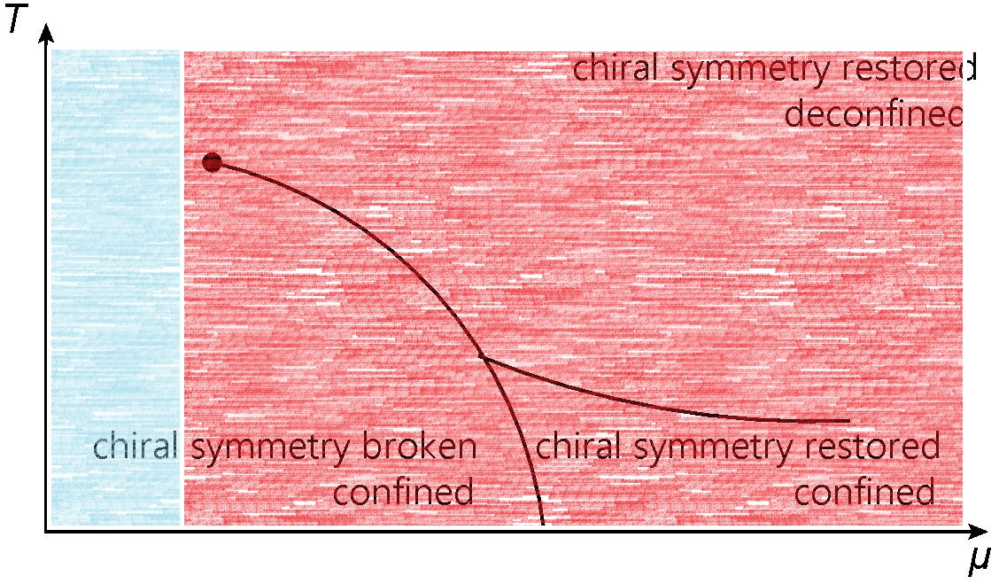 T
chiral symmetry restored
deconfined
chiral symmetry broken
confined
chiral symmetry restored
confined
μ